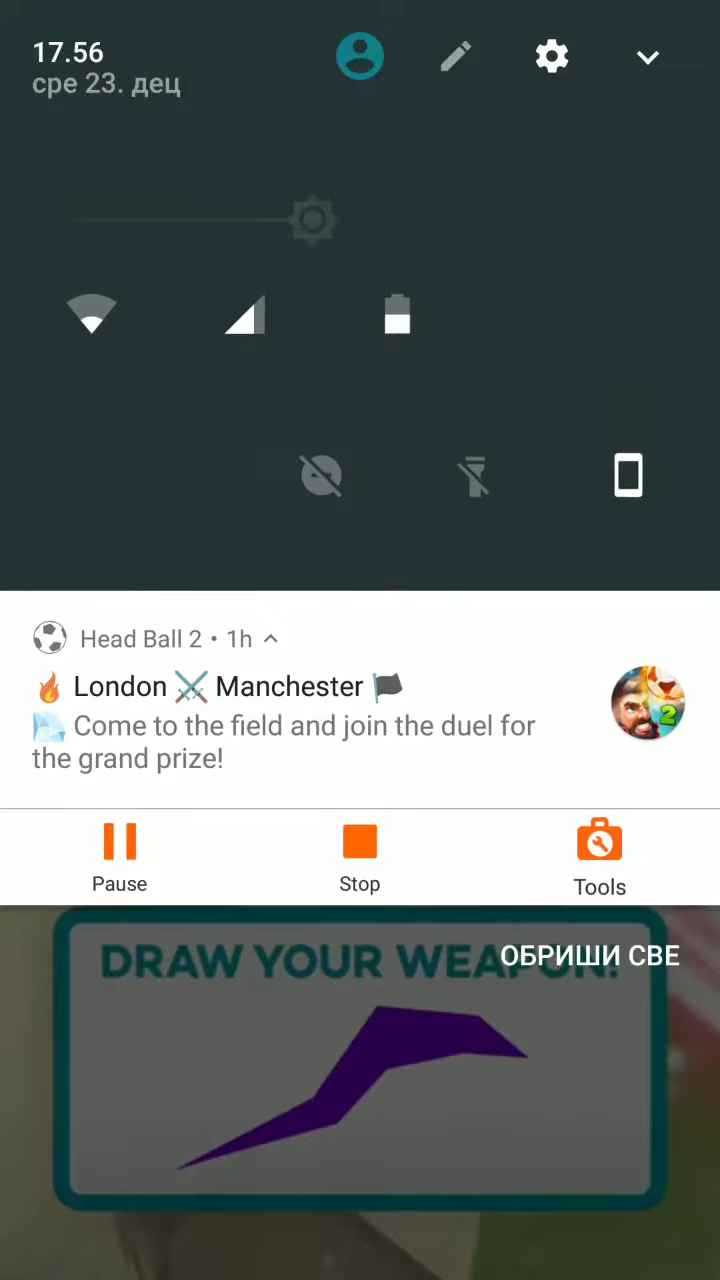 17.56
сре 23. дец
Head Ball 2 • 1h
🔥 London ⚔ Manchester 🏴
💎 Come to the field and join the duel for
the grand prize!
2
Pause
Stop
Tools
DRAW YOUR WEAPON!
ОБРИШИ СВЕ